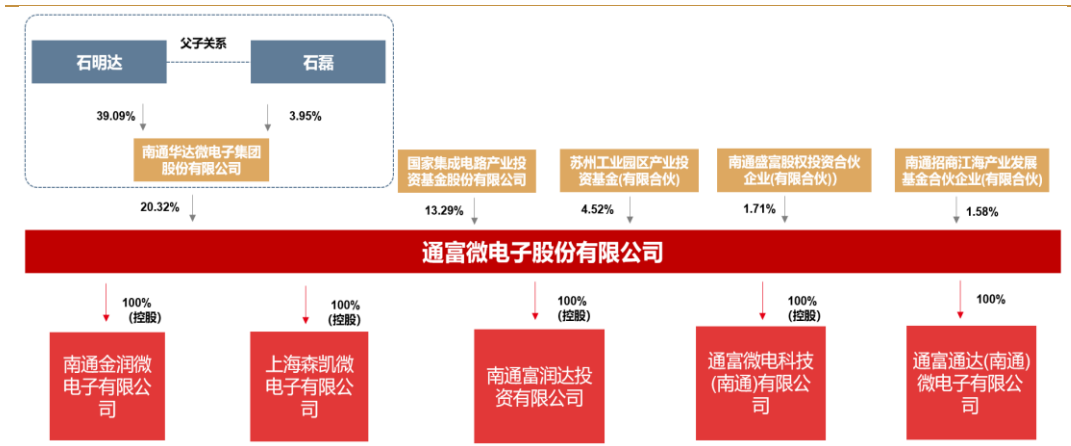 父子关系
石明达
石磊
39.09%
3.95%
南通华达微电子集团
股份有限公司
国家集成电路产业投
资基金股份有限公司
苏州工业园区产业投
资基金(有限合伙)
南通盛富股权投资合伙
企业(有限合伙))
南通招商江海产业发展
基金合伙企业(有限合伙)
20.32%
13.29%
4.52%
1.71%
1.58%
通富微电子股份有限公司
100%
(控股)
100%
(控股)
100%
(控股)
100%
(控股)
100%
南通金润微
电子有限公
司
上海森凯微
电子有限公
司
南通富润达投
资有限公司
通富微电科技
(南通)有限公
司
通富通达(南通)
微电子有限公
司